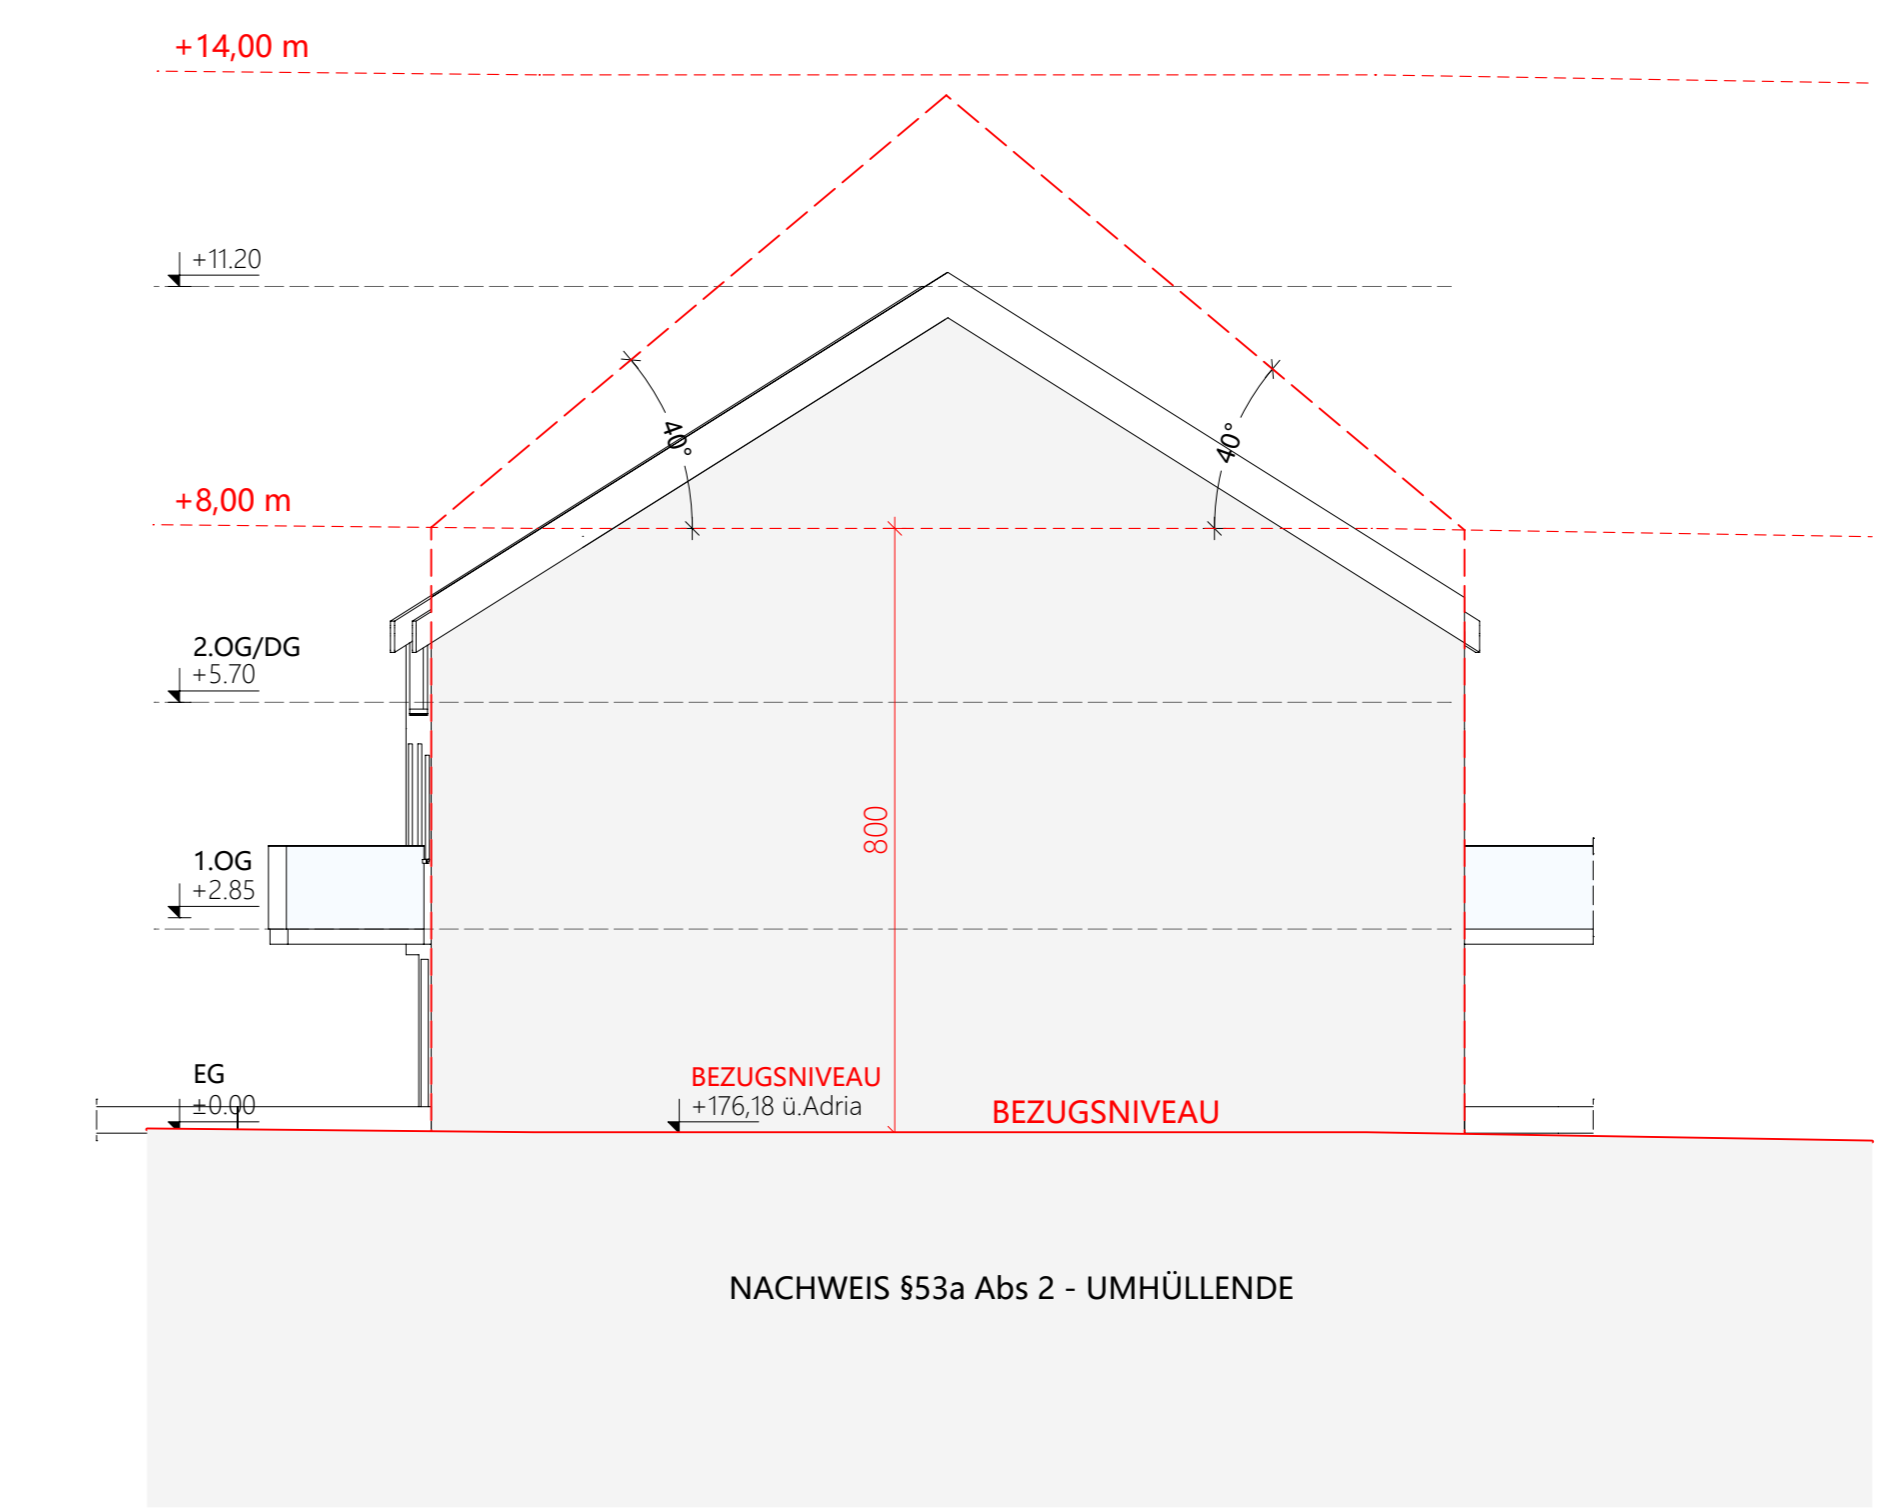 +14,00 m
+11.20
40°
40°
+8,00 m
2.OG/DG
+5.70
800
1.OG
+2.85
EG
±0.00
BEZUGSNIVEAU
+176,18 ü.Adria
BEZUGSNIVEAU
NACHWEIS §53a Abs 2 - UMHÜLLENDE